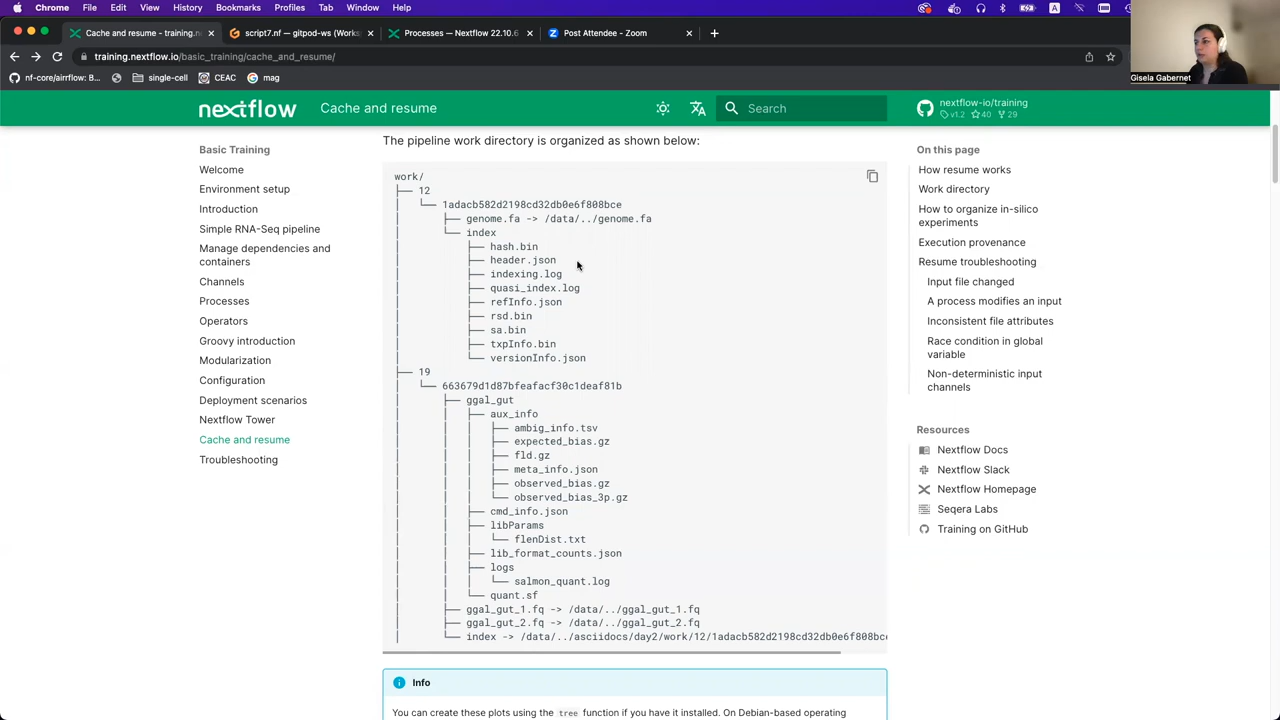 Chrome File Edit View History Bookmarks Profiles Tab Window Help
Cache and resume - training.n
script7.nf - gitpod-ws (Works
Processes — Nextflow 22.10.6
Post Attendee - Zoom
training.nextflow.io/basic_training/cache_and_resume/
nf-core/airflow: B...
single-cell
CEAC
mag
Gisela Gabernet
nextflow
Cache and resume
Search
nextflow-io/training
v1.2 40 29
Basic Training
Welcome
Environment setup
Introduction
Simple RNA-Seq pipeline
Manage dependencies and
containers
Channels
Processes
Operators
Groovy introduction
Modularization
Configuration
Deployment scenarios
Nextflow Tower
Cache and resume
Troubleshooting
The pipeline work directory is organized as shown below:
work/
├── 12
│   └── 1adacb582d2198cd32db0e6f808bce
│       ├── genome.fa -> /data/../genome.fa
│       └── index
│           ├── hash.bin
│           ├── header.json
│           ├── indexing.log
│           ├── quasi_index.log
│           ├── refInfo.json
│           ├── rsd.bin
│           ├── sa.bin
│           ├── txpInfo.bin
│           └── versionInfo.json
├── 19
│   └── 663679d1d87bfeafacf30c1deaf81b
│       ├── ggal_gut
│       │   ├── aux_info
│       │   │   ├── ambig_info.tsv
│       │   │   ├── expected_bias.gz
│       │   │   ├── fld.gz
│       │   │   ├── meta_info.json
│       │   │   ├── observed_bias.gz
│       │   │   └── observed_bias_3p.gz
│       │   ├── cmd_info.json
│       │   ├── libParams
│       │   │   └── flenDist.txt
│       │   ├── lib_format_counts.json
│       │   ├── logs
│       │   │   └── salmon_quant.log
│       │   └── quant.sf
│       ├── ggal_gut_1.fq -> /data/../ggal_gut_1.fq
│       ├── ggal_gut_2.fq -> /data/../ggal_gut_2.fq
│       └── index -> /data/../asciidocs/day2/work/12/1adacb582d2198cd32db0e6f808bce
Info
You can create these plots using the tree function if you have it installed. On Debian-based operating
On this page
How resume works
Work directory
How to organize in-silico
experiments
Execution provenance
Resume troubleshooting
Input file changed
A process modifies an input
Inconsistent file attributes
Race condition in global
variable
Non-deterministic input
channels
Resources
Nextflow Docs
Nextflow Slack
Nextflow Homepage
Seqera Labs
Training on GitHub